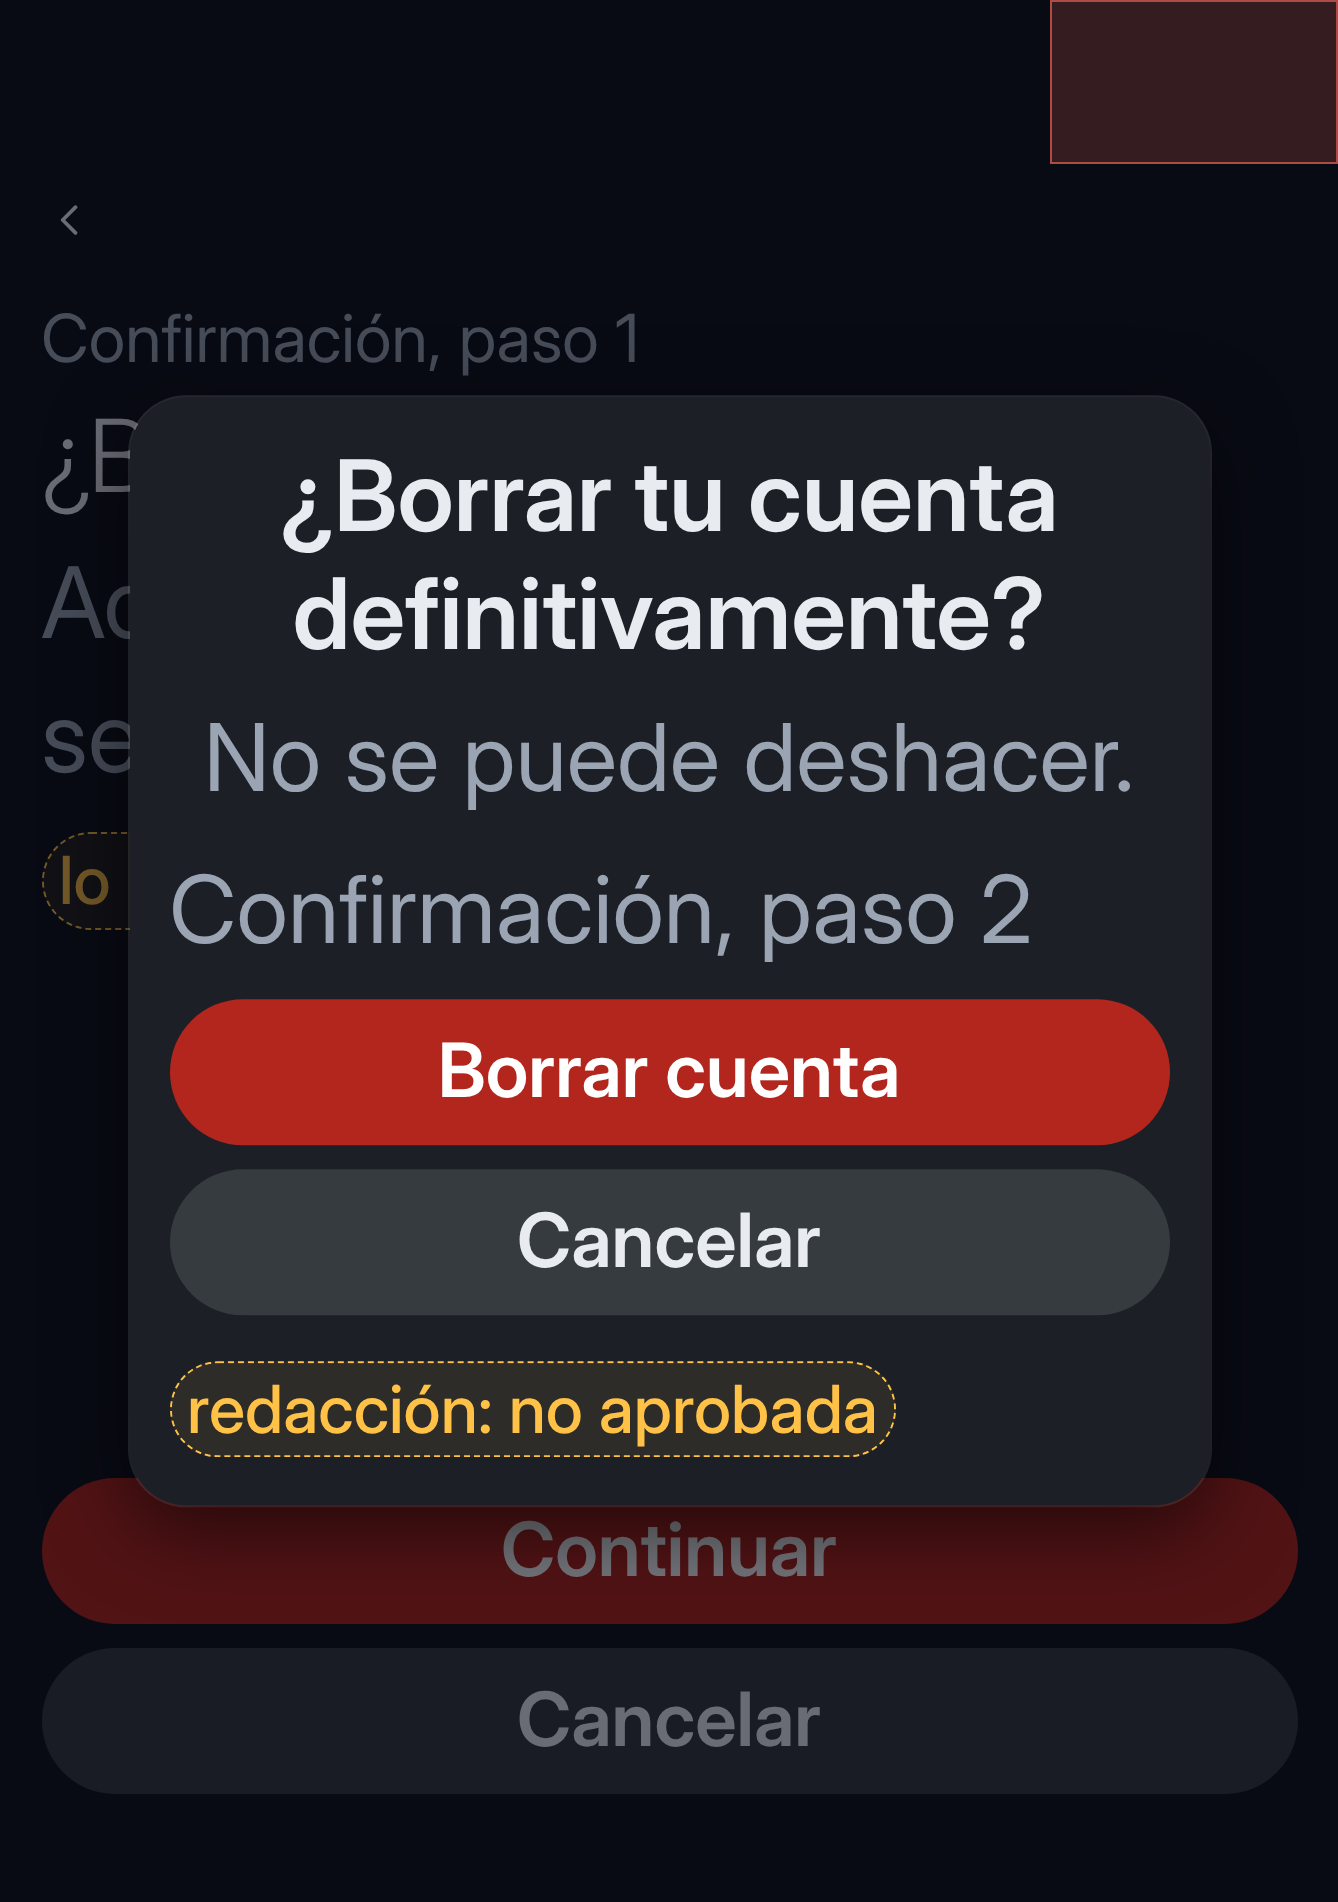 Confirmación, paso 1
¿Borrar tu cuenta
definitivamente?
No se puede deshacer.
Confirmación, paso 2
Borrar cuenta
Cancelar
redacción: no aprobada
Continuar
Cancelar